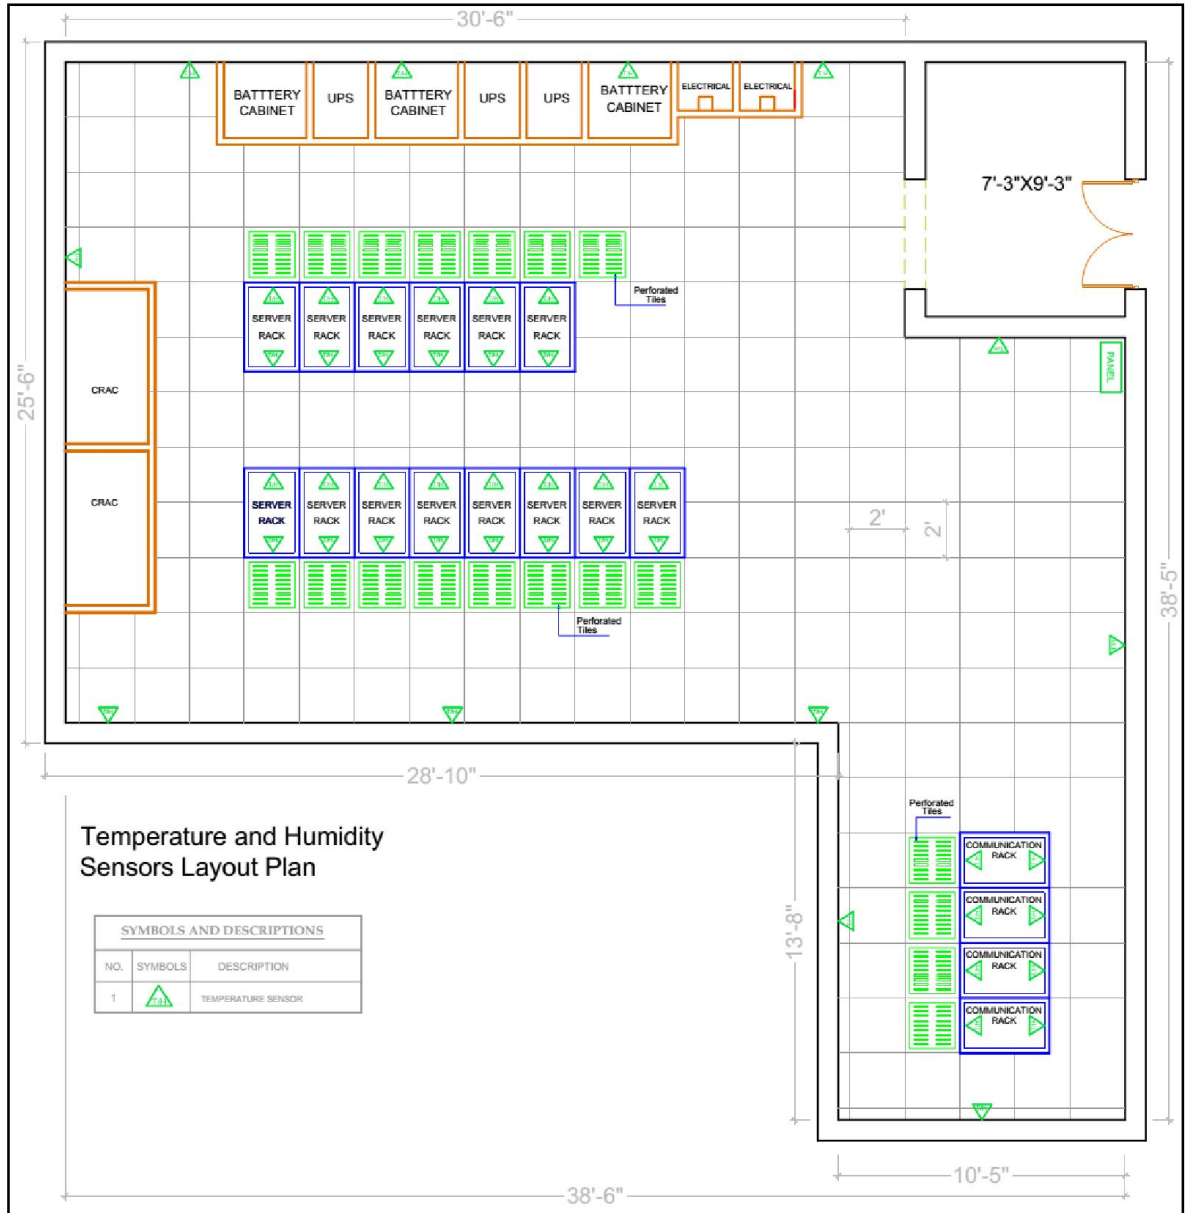 30'-6"
BATTTERY
CABINET
UPS
BATTTERY
CABINET
UPS
UPS
BATTTERY
CABINET
ELECTRICAL
ELECTRICAL
7'-3"X9'-3"
Perforated
Tiles
SERVER
RACK
SERVER
RACK
SERVER
RACK
SERVER
RACK
SERVER
RACK
SERVER
RACK
PANEL
25'-6"
CRAC
CRAC
SERVER
RACK
SERVER
RACK
SERVER
RACK
SERVER
RACK
SERVER
RACK
SERVER
RACK
SERVER
RACK
SERVER
RACK
2'
2'
38'-5"
Perforated
Tiles
28'-10"
Perforated
Tiles
COMMUNICATION
RACK
COMMUNICATION
RACK
COMMUNICATION
RACK
COMMUNICATION
RACK
13'-8"
Temperature and Humidity
Sensors Layout Plan
SYMBOLS AND DESCRIPTIONS
NO. SYMBOLS DESCRIPTION
1 T&H TEMPERATURE SENSOR
10'-5"
38'-6"